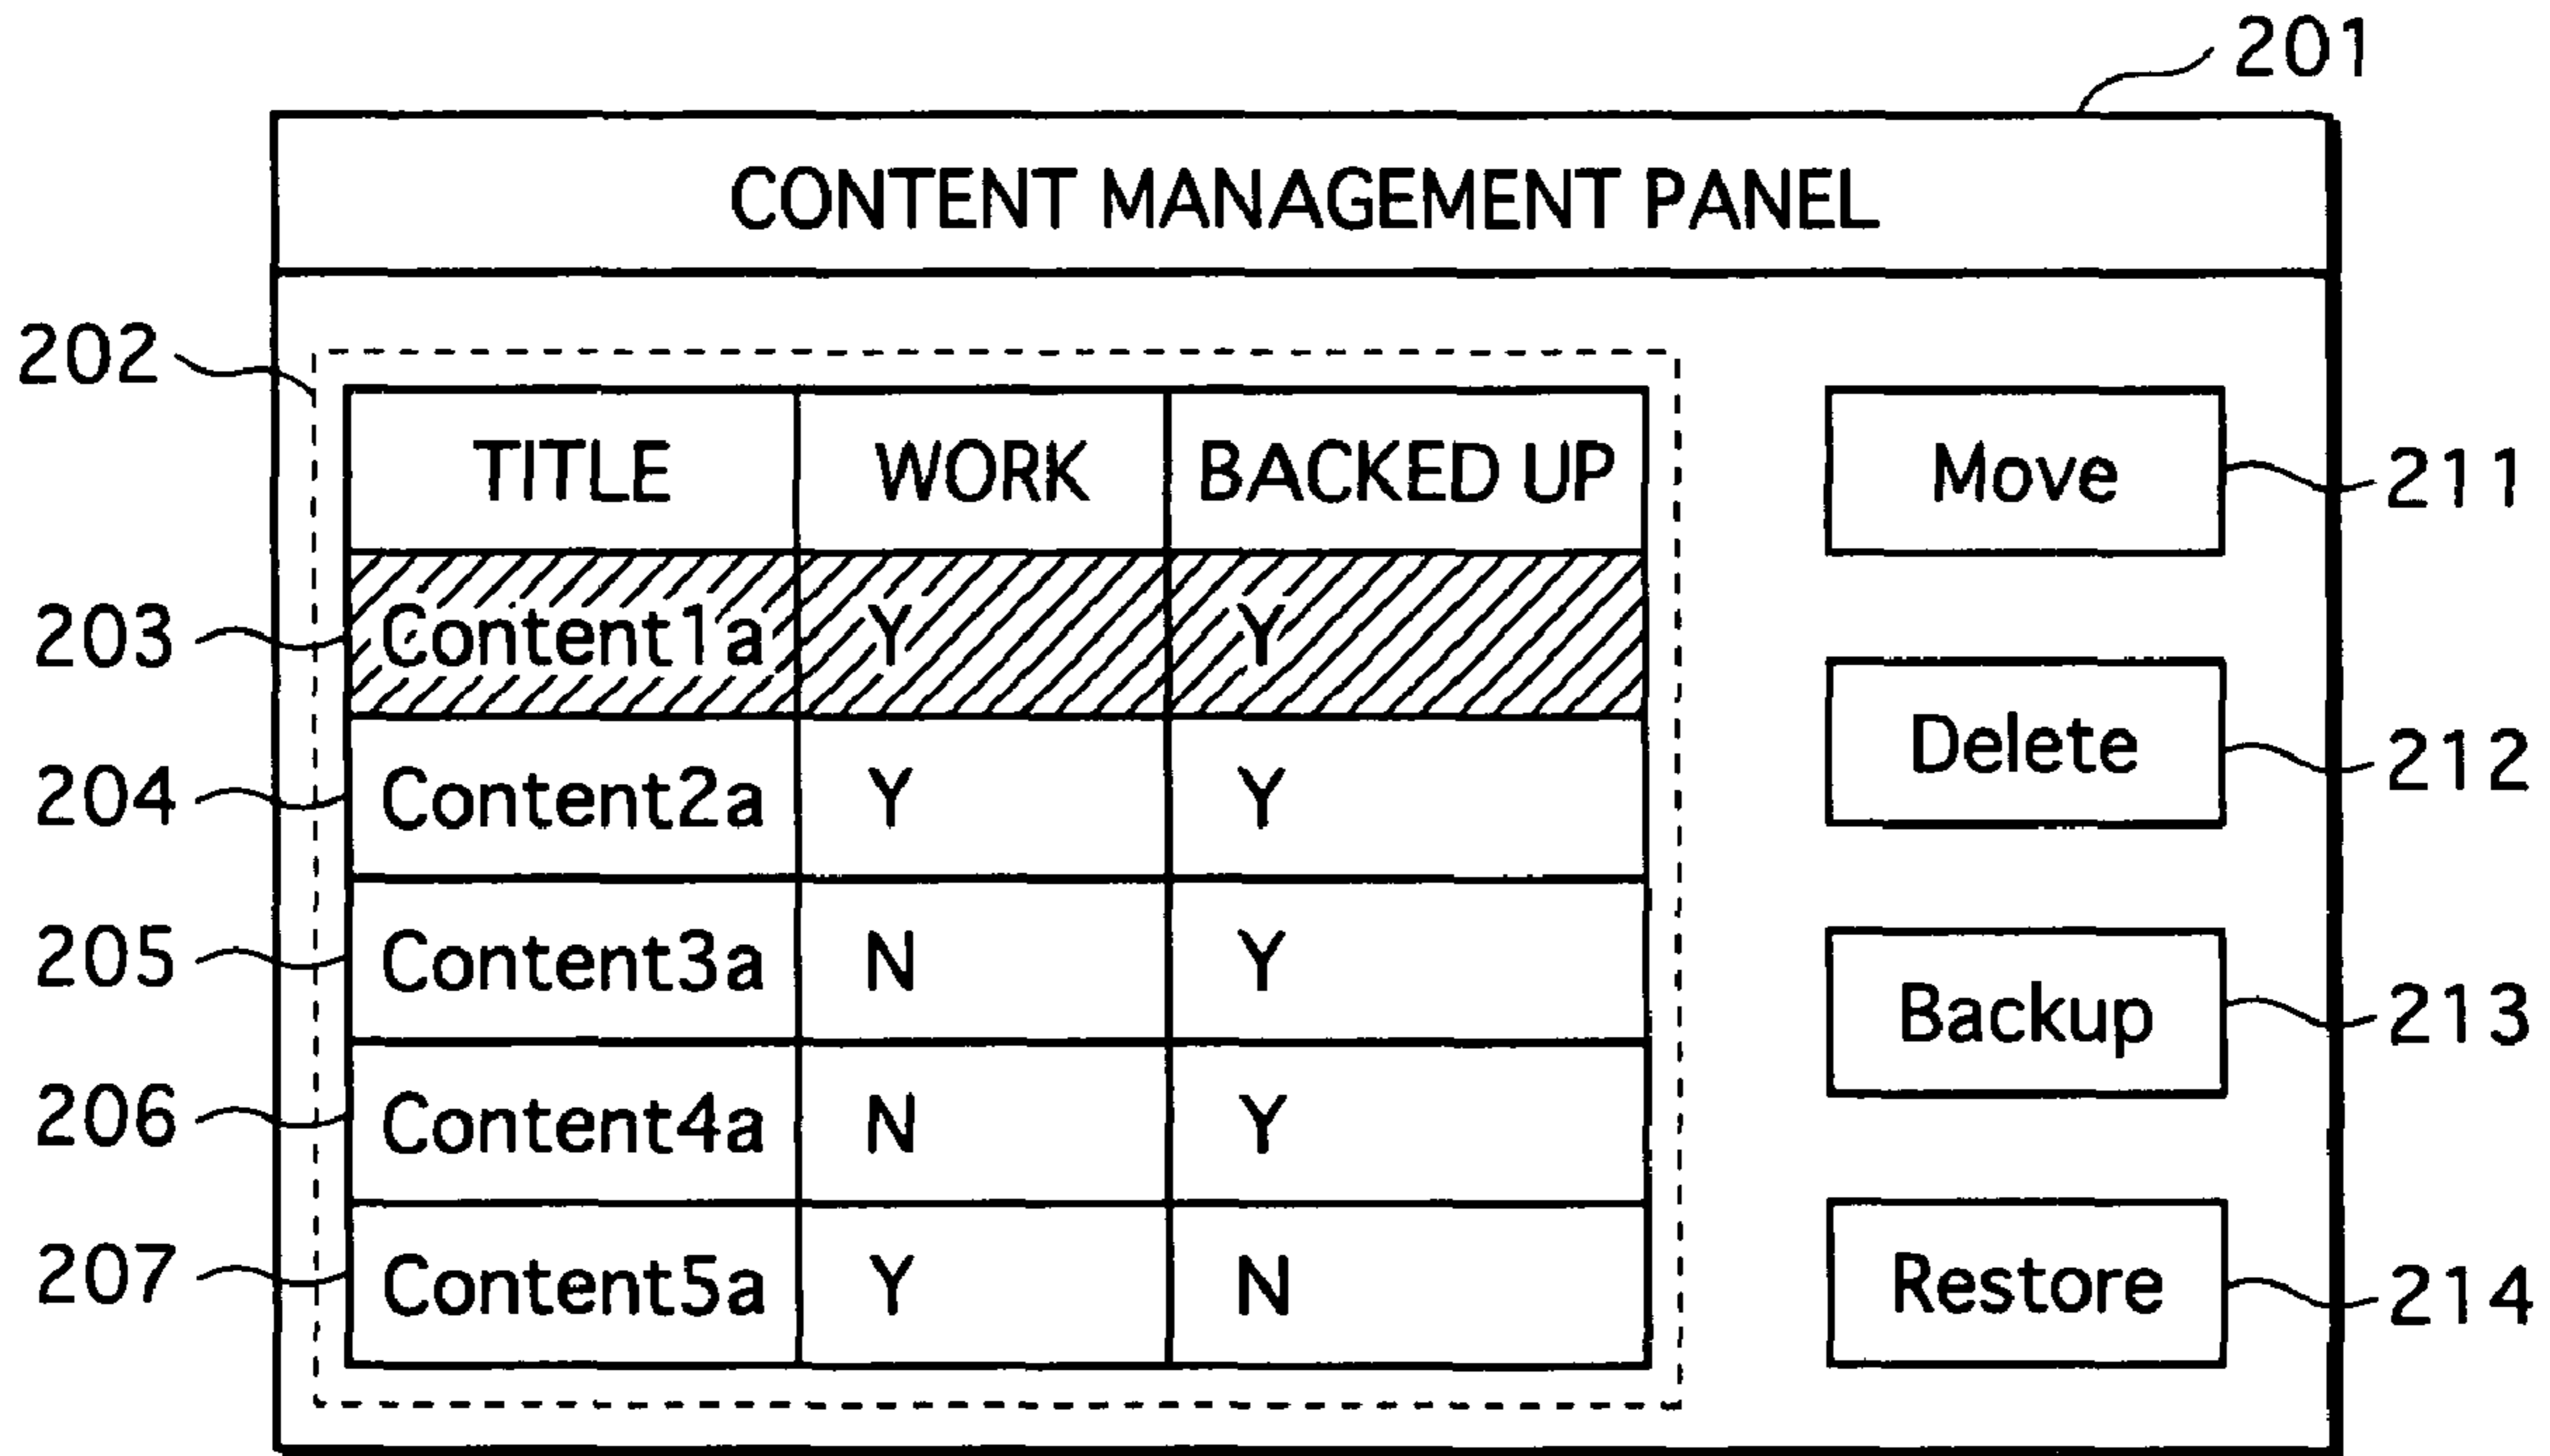 201
CONTENT MANAGEMENT PANEL
202
TITLE WORK BACKED UP Move 211
203 Content1a Y Y
Delete 212
204 Content2a Y Y
205 Content3a N Y Backup 213
206 Content4a N Y
207 Content5a Y N Restore 214